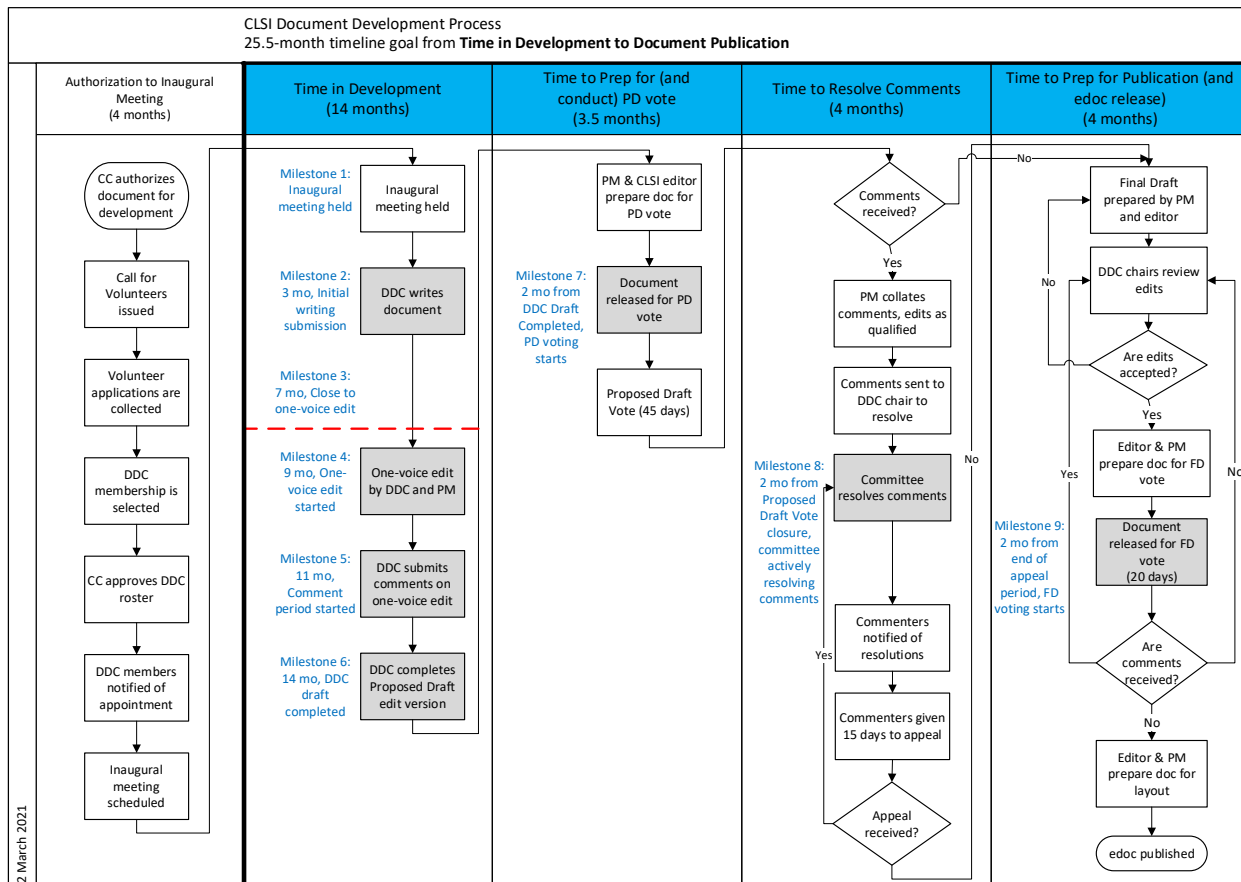 CLSI Document Development Process
25.5-month timeline goal from Time in Development to Document Publication
Authorization to Inaugural
Meeting
(4 months)
CC authorizes
document for
development
Call for
Volunteers
issued
Volunteer
applications are
collected
DDC
membership is
selected
CC approves DDC
roster
DDC members
notified of
appointment
Inaugural
meeting
scheduled
Time in Development
(14 months)
Milestone 1:
Inaugural
meeting held
Inaugural
meeting held
Milestone 2:
3 mo, Initial
writing
submission
DDC writes
document
Milestone 3:
7 mo, Close to
one-voice edit
Milestone 4:
9 mo, One-
voice edit
started
One-voice edit
by DDC and PM
Milestone 5:
11 mo,
Comment
period started
DDC submits
comments on
one-voice edit
Milestone 6:
14 mo, DDC
draft
completed
DDC completes
Proposed Draft
edit version
Time to Prep for (and
conduct) PD vote
(3.5 months)
PM & CLSI editor
prepare doc for
PD vote
Milestone 7:
2 mo from
DDC Draft
Completed,
PD voting
starts
Document
released for PD
vote
Proposed Draft
Vote (45 days)
Time to Resolve Comments
(4 months)
Comments
received?
No
Yes
PM collates
comments, edits as
qualified
Comments sent to
DDC chair to
resolve
Milestone 8:
2 mo from
Proposed
Draft Vote
closure,
committee
actively
resolving
comments
Committee
resolves comments
Commenters
notified of
resolutions
Yes
Commenters given
15 days to appeal
Appeal
received?
No
Time to Prep for Publication (and
edoc release)
(4 months)
Final Draft
prepared by PM
and editor
DDC chairs review
edits
No
Are edits
accepted?
Yes
Editor & PM
prepare doc for FD
vote
Yes
No
Milestone 9:
2 mo from
end of
appeal
period, FD
voting starts
Document
released for FD
vote
(20 days)
Are
comments
received?
No
Editor & PM
prepare doc for
layout
edoc published
2 March 2021